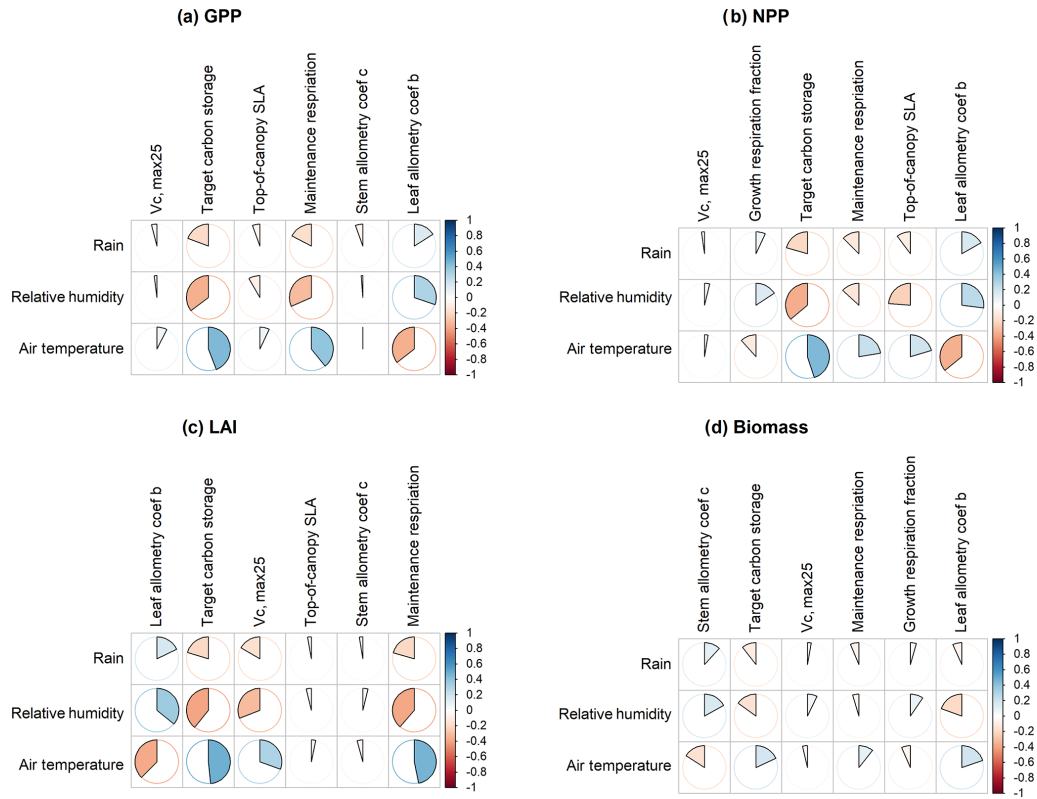 (a) GPP
Vc, max25
Target carbon storage
Top-of-canopy SLA
Maintenance respriation
Stem allometry coef c
Leaf allometry coef b
Rain
Relative humidity
Air temperature
1
0.8
0.6
0.4
0.2
0
-0.2
-0.4
-0.6
-0.8
-1
(b) NPP
Vc, max25
Growth respiration fraction
Target carbon storage
Maintenance respriation
Top-of-canopy SLA
Leaf allometry coef b
Rain
Relative humidity
Air temperature
1
0.8
0.6
0.4
0.2
0
-0.2
-0.4
-0.6
-0.8
-1
(c) LAI
Leaf allometry coef b
Target carbon storage
Vc, max25
Top-of-canopy SLA
Stem allometry coef c
Maintenance respriation
Rain
Relative humidity
Air temperature
1
0.8
0.6
0.4
0.2
0
-0.2
-0.4
-0.6
-0.8
-1
(d) Biomass
Stem allometry coef c
Target carbon storage
Vc, max25
Maintenance respriation
Growth respiration fraction
Leaf allometry coef b
Rain
Relative humidity
Air temperature
1
0.8
0.6
0.4
0.2
0
-0.2
-0.4
-0.6
-0.8
-1